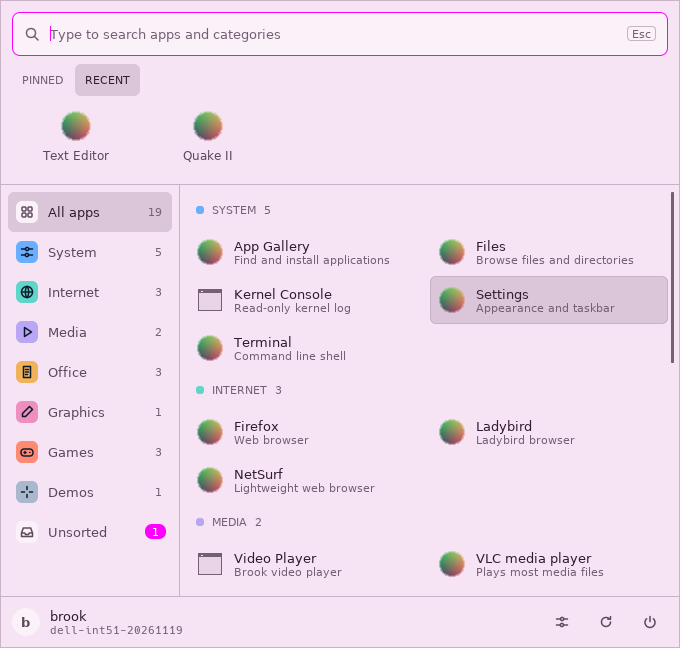 Type to search apps and categories
Esc
PINNED
RECENT
Text Editor
Quake II
All apps 19
System 5
Internet 3
Media 2
Office 3
Graphics 1
Games 3
Demos 1
Unsorted 1
SYSTEM 5
App Gallery
Find and install applications
Files
Browse files and directories
Kernel Console
Read-only kernel log
Settings
Appearance and taskbar
Terminal
Command line shell
INTERNET 3
Firefox
Web browser
Ladybird
Ladybird browser
NetSurf
Lightweight web browser
MEDIA 2
Video Player
Brook video player
VLC media player
Plays most media files
b
brook
dell-int51-20261119